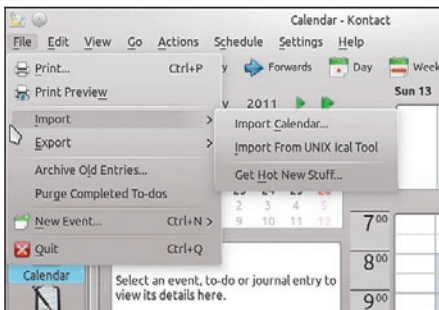 Calendar - Kontact
File Edit View Go Actions Schedule Settings Help
Print... Ctrl+P
Print Preview
Import
Export
Archive Old Entries...
Purge Completed To-dos
New Event... Ctrl+N
Quit Ctrl+Q
y Forwards Day Week
2011
Sun 13
Import Calendar...
Import From UNIX Ical Tool
Get Hot New Stuff...
2 3 4 5
9 10 11 12
7 00
8 00
9 00
Calendar
Select an event, to-do or journal entry to
view its details here.